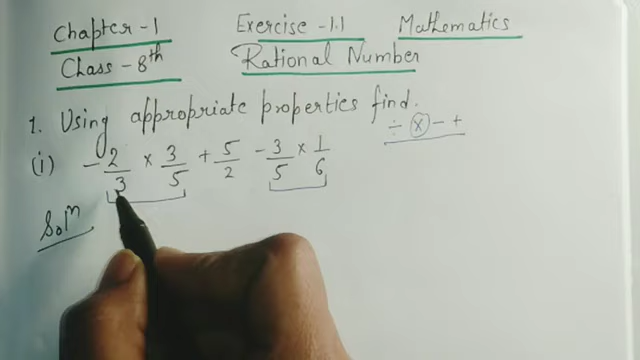 Chapter-1 Exercise-1.1 Mathematics
Class-8th Rational Number
1. Using appropriate properties find.
÷ × - +
(i) -2/3 × 3/5 + 5/2 - 3/5 × 1/6
Solⁿ